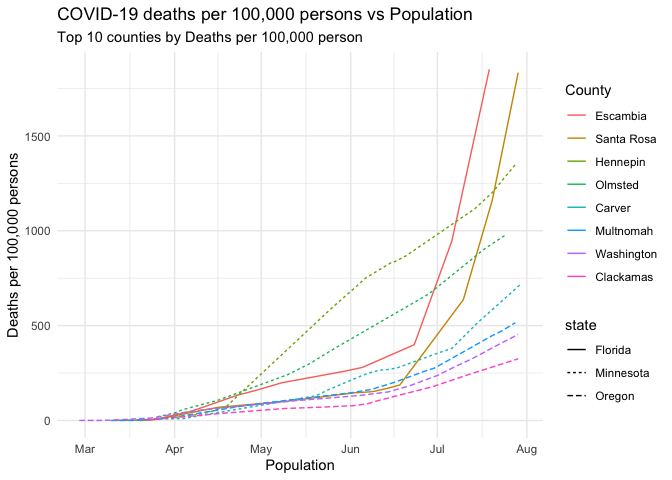 COVID-19 deaths per 100,000 persons vs Population
Top 10 counties by Deaths per 100,000 person
Deaths per 100,000 persons
1500
1000
500
0
Mar Apr May Jun Jul Aug
Population
County
Escambia
Santa Rosa
Hennepin
Olmsted
Carver
Multnomah
Washington
Clackamas
state
Florida
Minnesota
Oregon